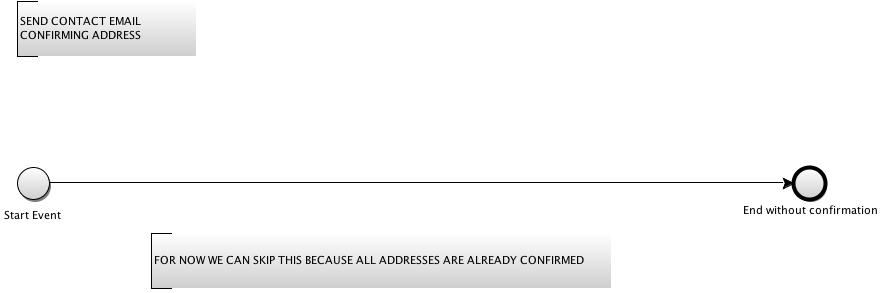 SEND CONTACT EMAIL
CONFIRMING ADDRESS
Start Event
End without confirmation
FOR NOW WE CAN SKIP THIS BECAUSE ALL ADDRESSES ARE ALREADY CONFIRMED